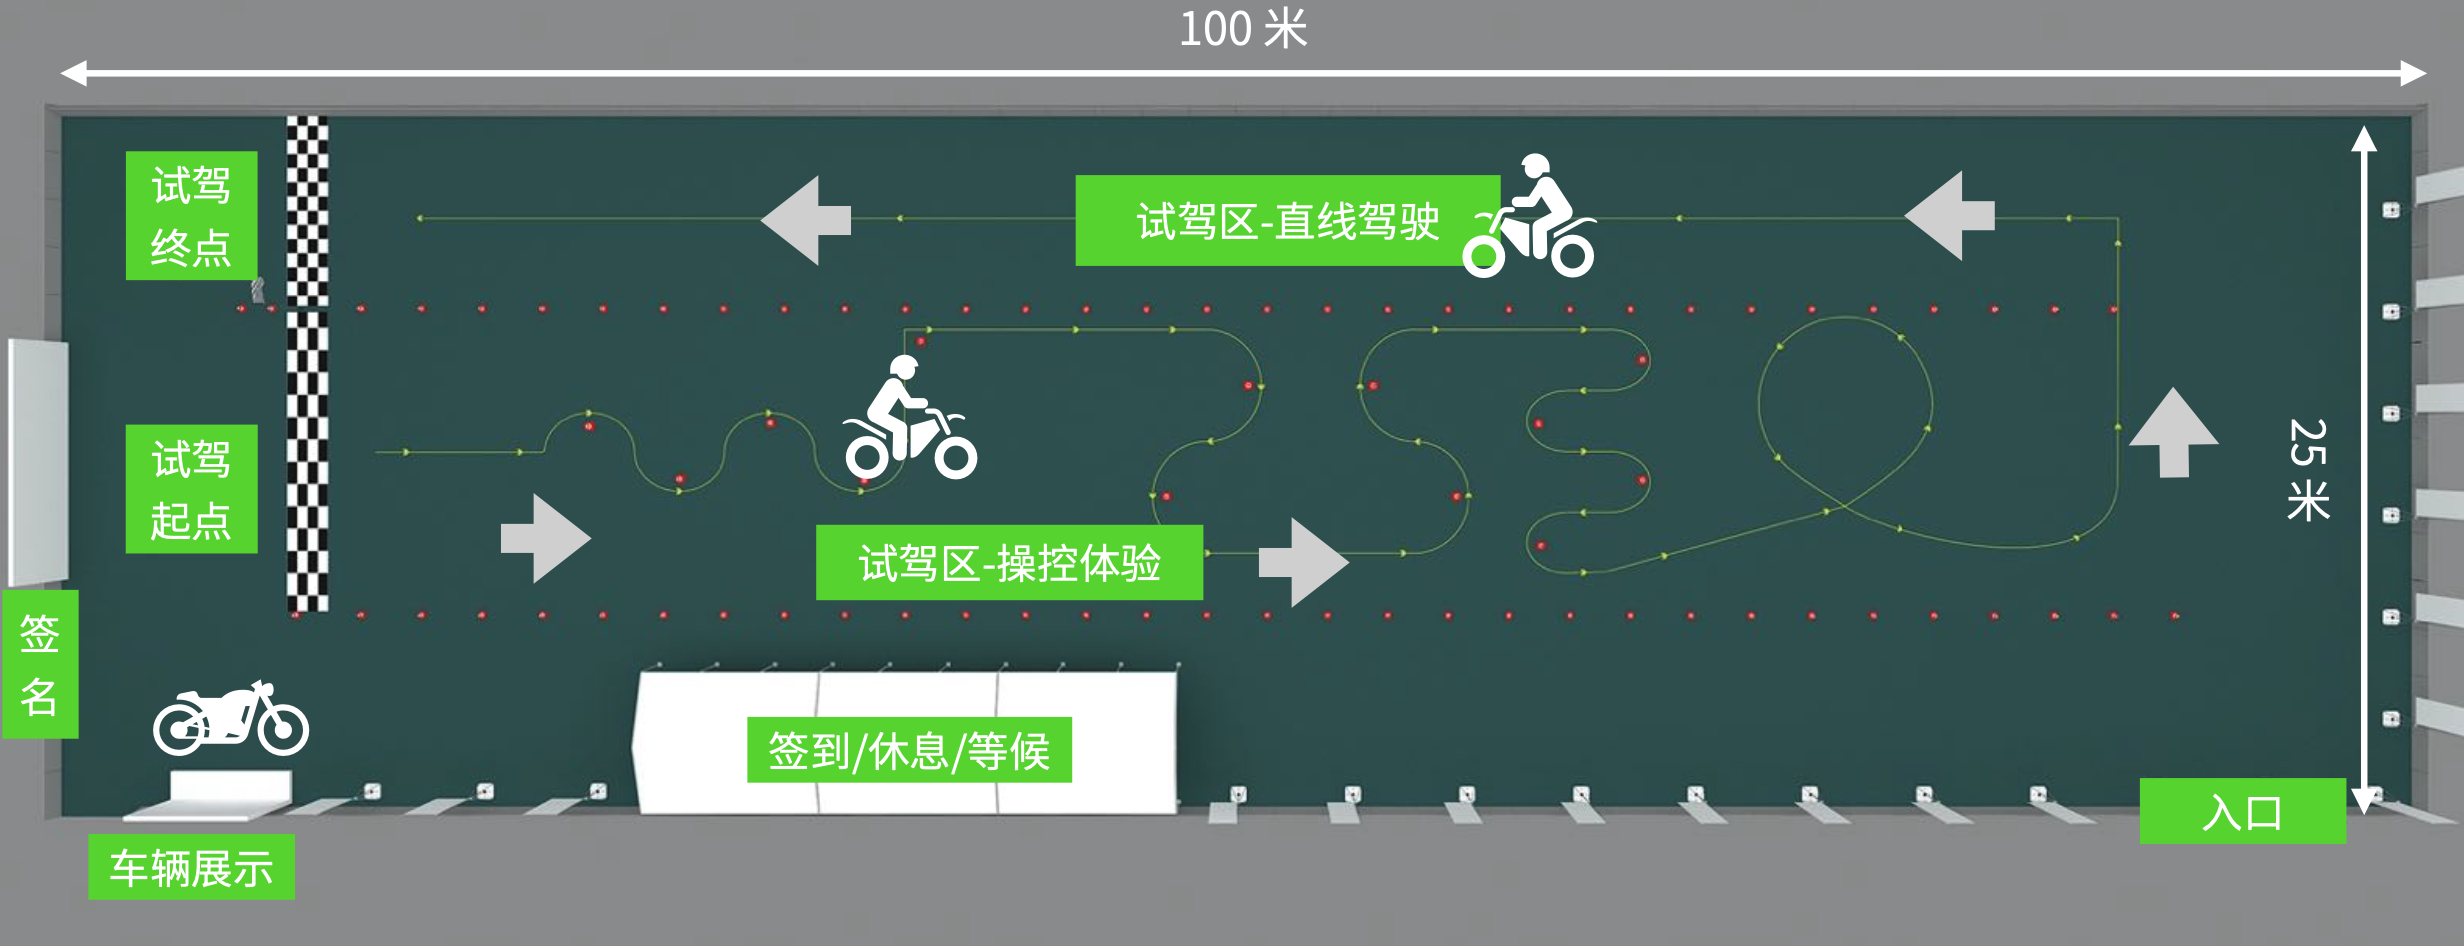 100 米
试驾
终点
试驾区-直线驾驶
试驾
起点
25 米
试驾区-操控体验
签
名
签到/休息/等候
入口
车辆展示